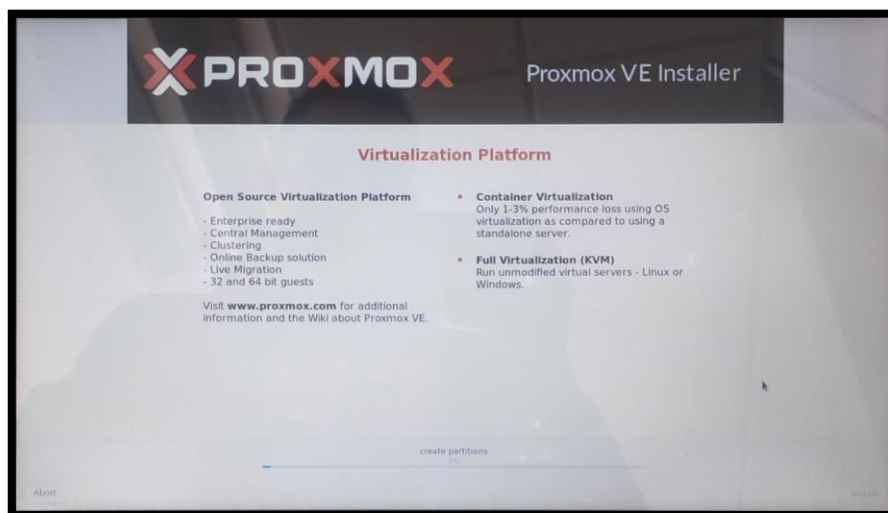 PROXMOX
Proxmox VE Installer
Virtualization Platform
Open Source Virtualization Platform
- Enterprise ready
- Central Management
- Clustering
- Online Backup solution
- Live Migration
- 32 and 64 bit guests
Visit www.proxmox.com for additional
information and the Wiki about Proxmox VE.
• Container Virtualization
Only 1-3% performance loss using OS
virtualization as compared to using a
standalone server.
• Full Virtualization (KVM)
Run unmodified virtual servers - Linux or
Windows.
create partitions
Abort
Install